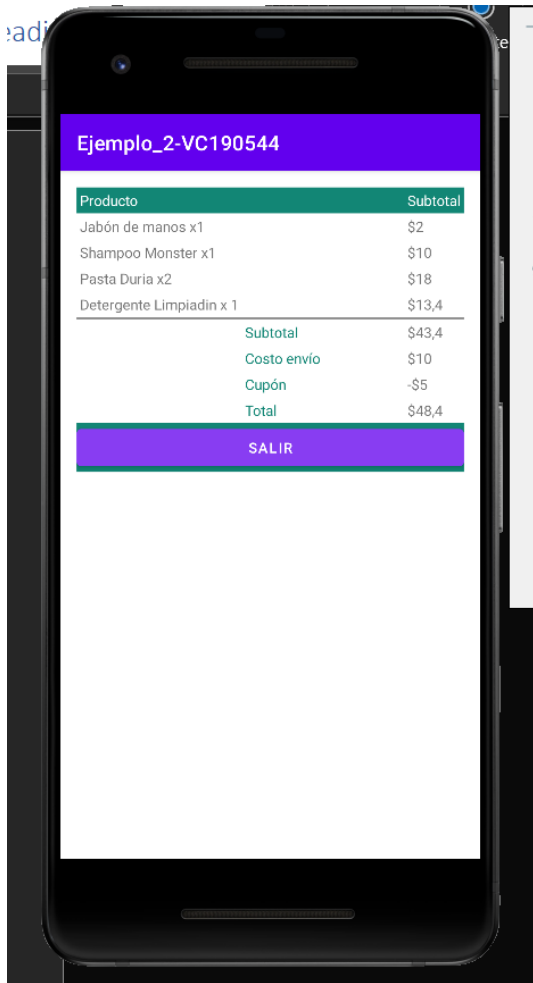 Ejemplo_2-VC190544
Producto Subtotal
Jabón de manos x1 $2
Shampoo Monster x1 $10
Pasta Duria x2 $18
Detergente Limpiadin x 1 $13,4
Subtotal $43,4
Costo envío $10
Cupón -$5
Total $48,4
SALIR